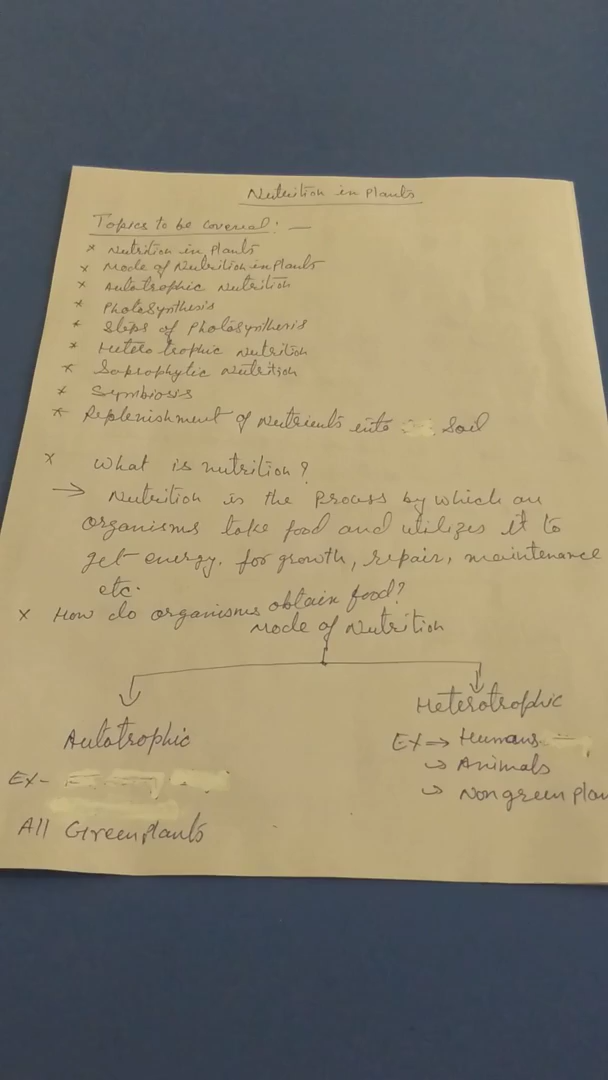 Nutrition in Plants
Topics to be covered: —
× Nutrition in Plants
× Mode of Nutrition in Plants
× Autotrophic Nutrition
× Photosynthesis
× Steps of Photosynthesis
× Heterotrophic Nutrition
× Saprophytic Nutrition
× Symbiosis
× Replenishment of Nutrients into Soil
× What is nutrition?
→ Nutrition is the process by which an
organisms take food and utilizes it to
get energy. for growth, repair, maintenance
etc.
× How do organisms obtain food?
Mode of Nutrition
Autotrophic
Ex-
All Green plants
Heterotrophic
Ex → Humans
→ Animals
→ Non green plan